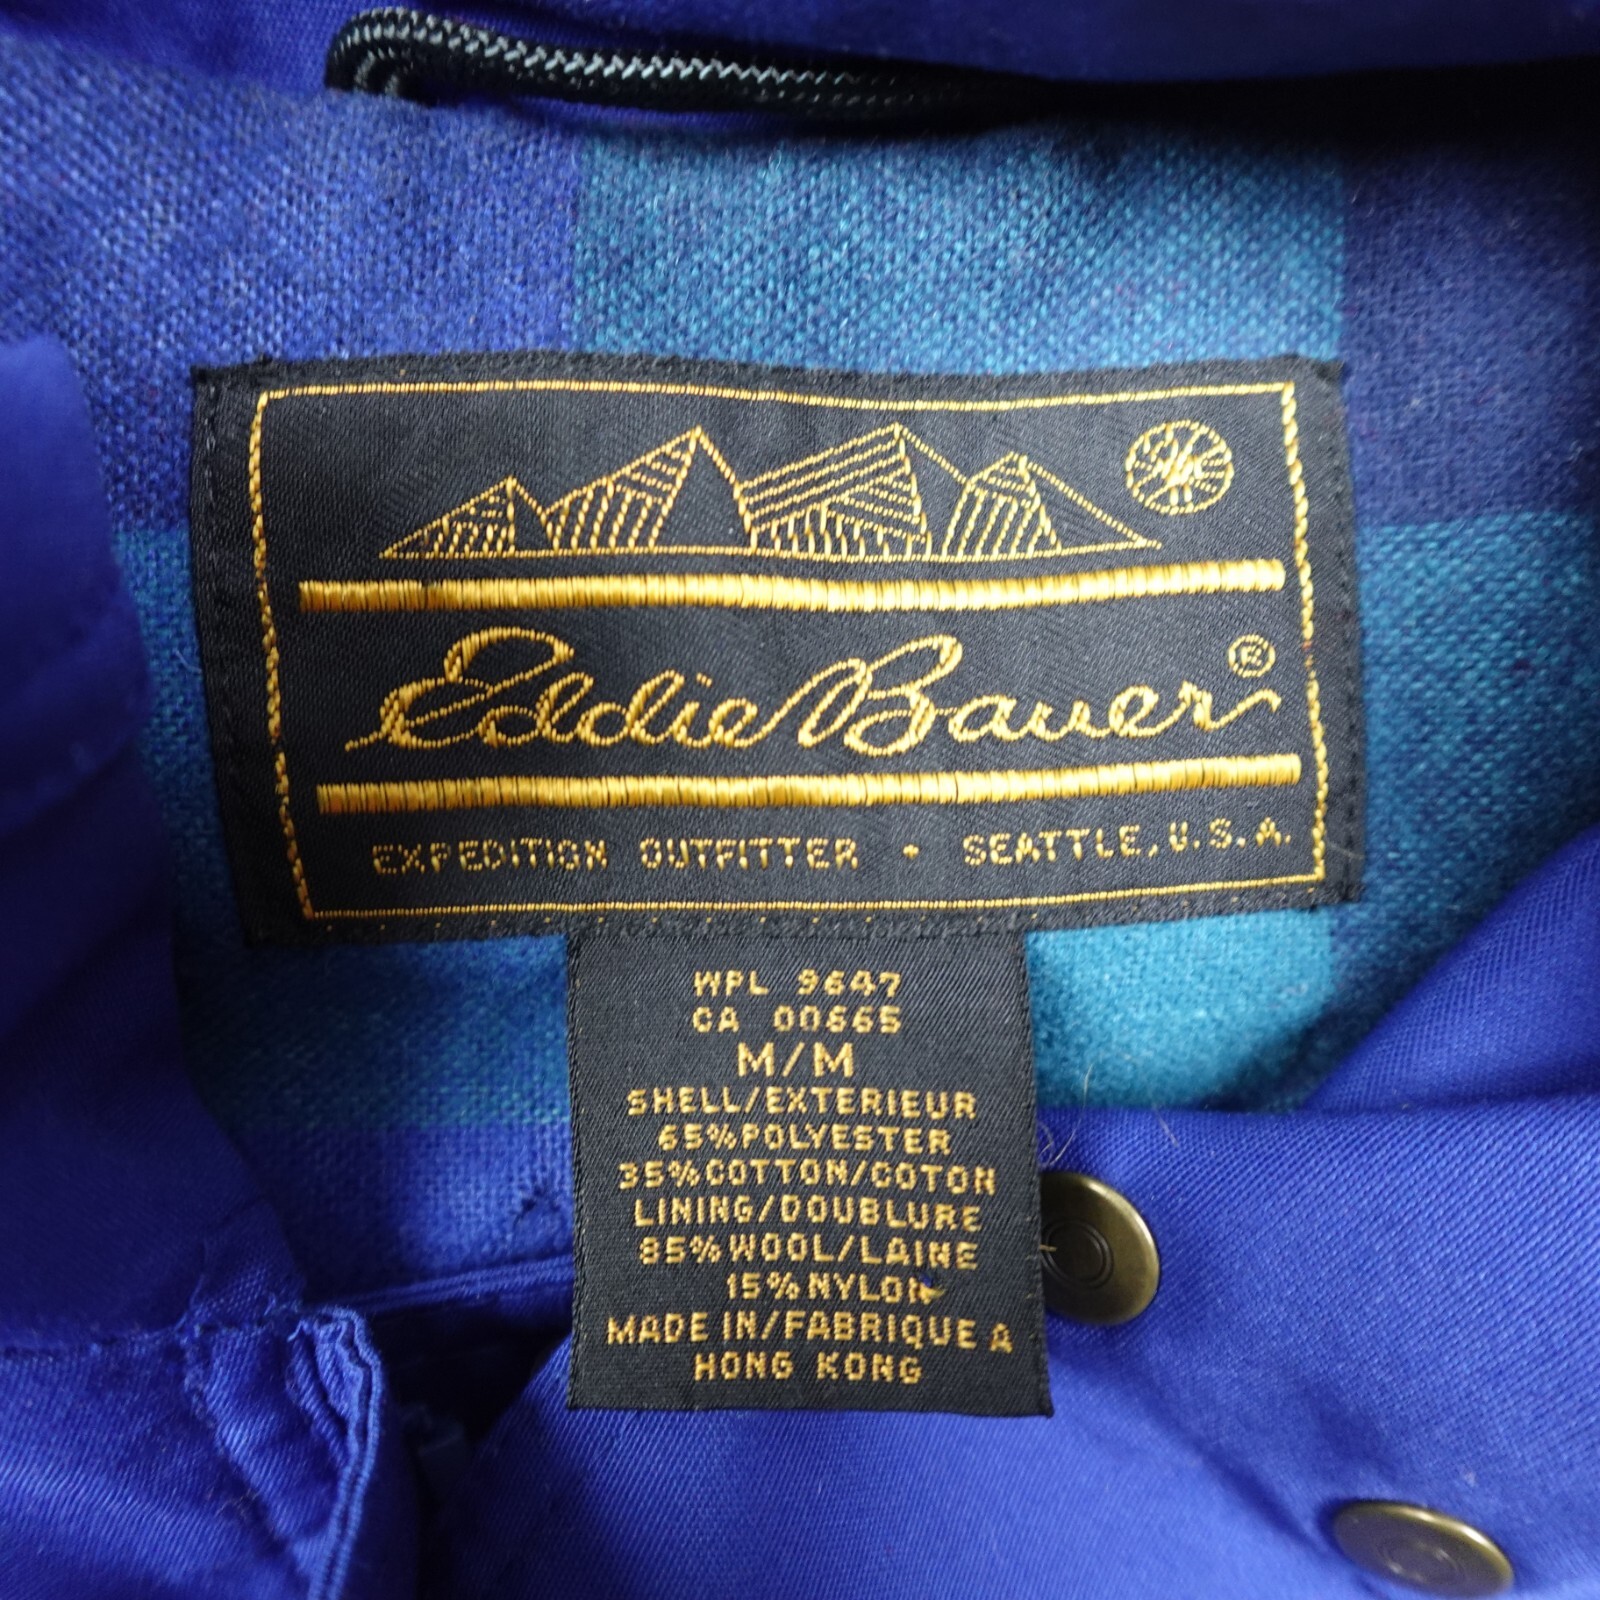 Eddie Bauer®
EXPEDITION OUTFITTER • SEATTLE, U.S.A.
WPL 9647
CA 00665
M/M
SHELL/EXTERIEUR
65%POLYESTER
35%COTTON/COTON
LINING/DOUBLURE
85%WOOL/LAINE
15%NYLON
MADE IN/FABRIQUE A
HONG KONG